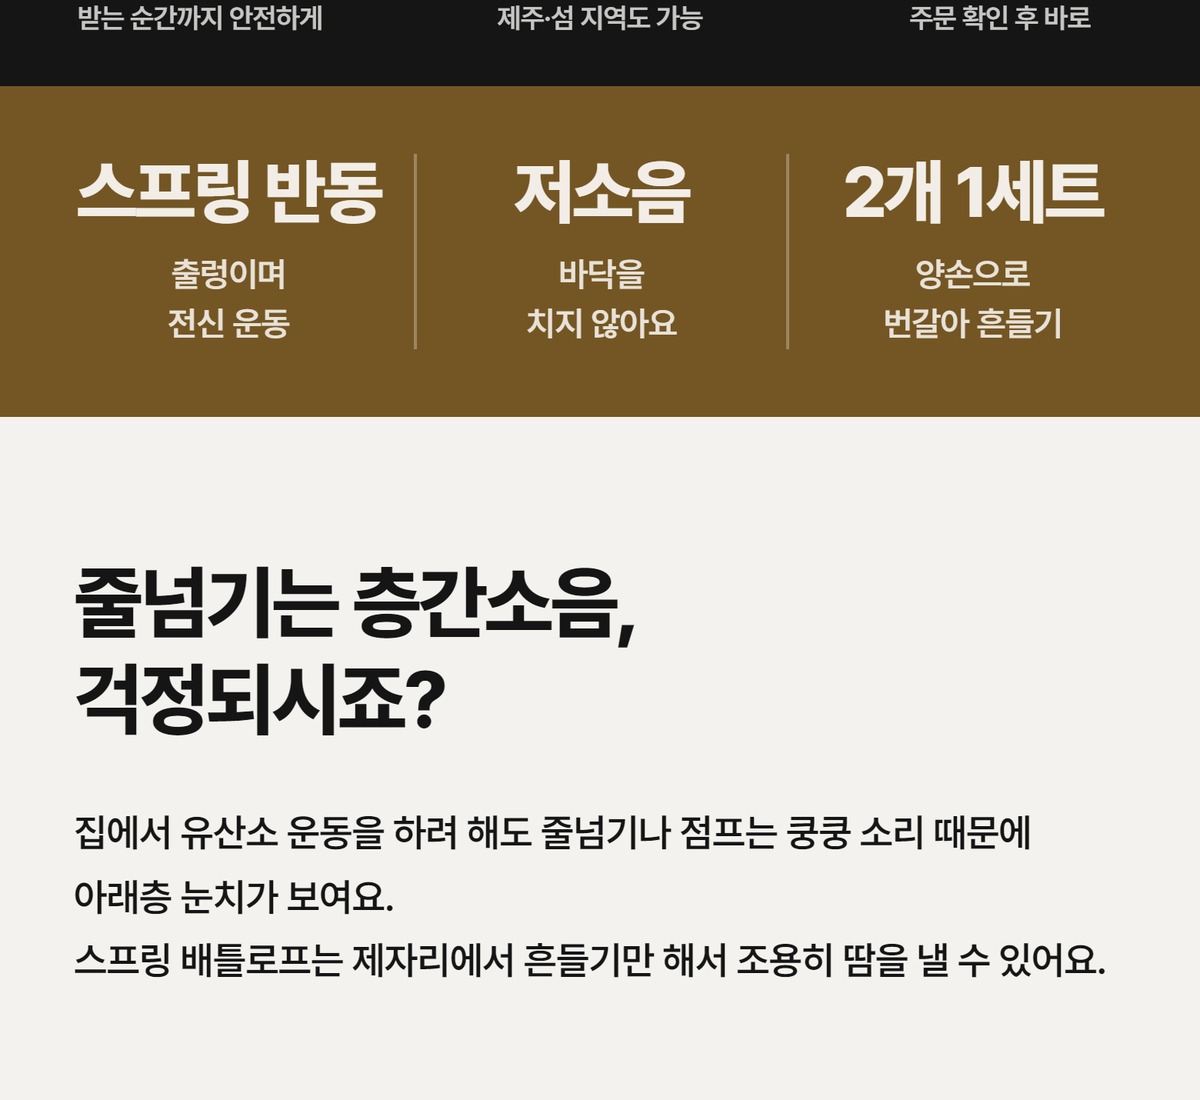 받는 순간까지 안전하게
제주·섬 지역도 가능
주문 확인 후 바로
스프링 반동
출렁이며
전신 운동
저소음
바닥을
치지 않아요
2개 1세트
양손으로
번갈아 흔들기
줄넘기는 층간소음,
걱정되시죠?
집에서 유산소 운동을 하려 해도 줄넘기나 점프는 쿵쿵 소리 때문에
아래층 눈치가 보여요.
스프링 배틀로프는 제자리에서 흔들기만 해서 조용히 땀을 낼 수 있어요.